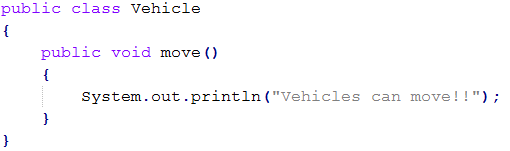 public class Vehicle
{
    public void move()
    {
        System.out.println("Vehicles can move!!");
    }
}